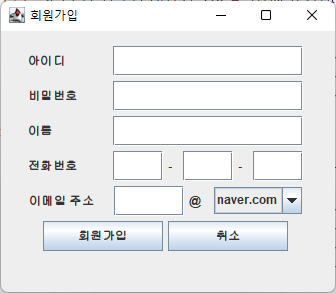 회원가입
아이디
비밀번호
이름
전화번호 - -
이메일 주소 @ naver.com
회원가입 취소